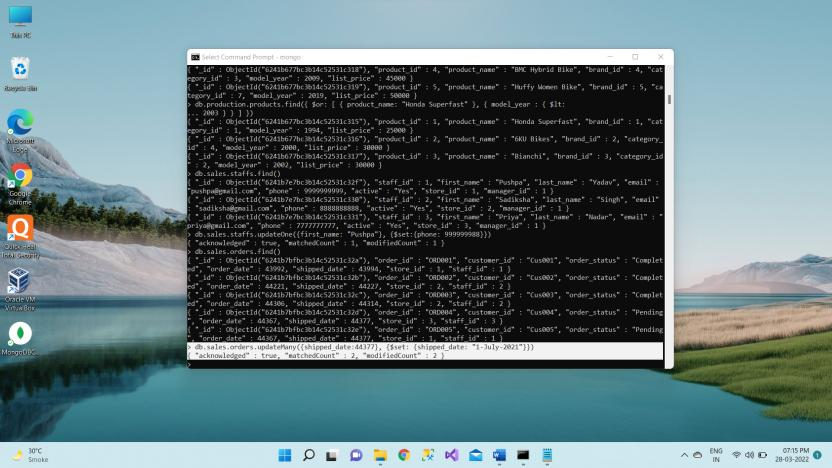 This PC
Recycle Bin
Microsoft
Edge
Google
Chrome
Quick Heal
Total Security
Oracle VM
VirtualBox
MongoDBC...
Select Command Prompt - mongo
{ "_id" : ObjectId("6241b677bc3b14c52531c318"), "product_id" : 4, "product_name" : "BMC Hybrid Bike", "brand_id" : 4, "cat
egory_id" : 3, "model_year" : 2009, "list_price" : 45000 }
{ "_id" : ObjectId("6241b677bc3b14c52531c319"), "product_id" : 5, "product_name" : "Huffy Women Bike", "brand_id" : 5, "ca
tegory_id" : 7, "model_year" : 2019, "list_price" : 50000 }
> db.production.products.find({ $or: [ { product_name: "Honda Superfast" }, { model_year : { $lt:
... 2003 } } ] })
{ "_id" : ObjectId("6241b677bc3b14c52531c315"), "product_id" : 1, "product_name" : "Honda Superfast", "brand_id" : 1, "cat
egory_id" : 1, "model_year" : 1994, "list_price" : 25000 }
{ "_id" : ObjectId("6241b677bc3b14c52531c316"), "product_id" : 2, "product_name" : "6KU Bikes", "brand_id" : 2, "category_
id" : 4, "model_year" : 2000, "list_price" : 30000 }
{ "_id" : ObjectId("6241b677bc3b14c52531c317"), "product_id" : 3, "product_name" : "Bianchi", "brand_id" : 3, "category_id
" : 2, "model_year" : 2002, "list_price" : 30000 }
> db.sales.staffs.find()
{ "_id" : ObjectId("6241b7e7bc3b14c52531c32f"), "staff_id" : 1, "first_name" : "Pushpa", "last_name" : "Yadav", "email" :
"pushpa@gmail.com", "phone" : 9999999999, "active" : "Yes", "store_id" : 1, "manager_id" : 1 }
{ "_id" : ObjectId("6241b7e7bc3b14c52531c330"), "staff_id" : 2, "first_name" : "Sadiksha", "last_name" : "Singh", "email"
"sadiksha@gmail.com", "phone" : 8888888888, "active" : "Yes", "store_id" : 2, "manager_id" : 1 }
{ "_id" : ObjectId("6241b7e7bc3b14c52531c331"), "staff_id" : 3, "first_name" : "Priya", "last_name" : "Nadar", "email" : "
priya@gmail.com", "phone" : 7777777777, "active" : "Yes", "store_id" : 3, "manager_id" : 1 }
> db.sales.staffs.updateOne({first_name: "Pushpa"}, {$set:{phone: 999999988}})
{ "acknowledged" : true, "matchedCount" : 1, "modifiedCount" : 1 }
> db.sales.orders.find()
{ "_id" : ObjectId("6241b7bfbc3b14c52531c32a"), "order_id" : "ORD001", "customer_id" : "Cus001", "order_status" : "Complet
ed", "order_date" : 43992, "shipped_date" : 43994, "store_id" : 1, "staff_id" : 1 }
{ "_id" : ObjectId("6241b7bfbc3b14c52531c32b"), "order_id" : "ORD002", "customer_id" : "Cus002", "order_status" : "Complet
ed", "order_date" : 44221, "shipped_date" : 44227, "store_id" : 2, "staff_id" : 2 }
{ "_id" : ObjectId("6241b7bfbc3b14c52531c32c"), "order_id" : "ORD003", "customer_id" : "Cus003", "order_status" : "Complet
ed", "order_date" : 44306, "shipped_date" : 44314, "store_id" : 2, "staff_id" : 2 }
{ "_id" : ObjectId("6241b7bfbc3b14c52531c32d"), "order_id" : "ORD004", "customer_id" : "Cus004", "order_status" : "Pending
", "order_date" : 44367, "shipped_date" : 44377, "store_id" : 3, "staff_id" : 3 }
{ "_id" : ObjectId("6241b7bfbc3b14c52531c32e"), "order_id" : "ORD005", "customer_id" : "Cus005", "order_status" : "Pending
", "order_date" : 44367, "shipped_date" : 44377, "store_id" : 1, "staff_id" : 1 }
> db.sales.orders.updateMany({shipped_date:44377}, {$set: {shipped_date: "1-July-2021"}})
{ "acknowledged" : true, "matchedCount" : 2, "modifiedCount" : 2 }
>
30°C
Smoke
ENG
IN
07:15 PM
28-03-2022
1